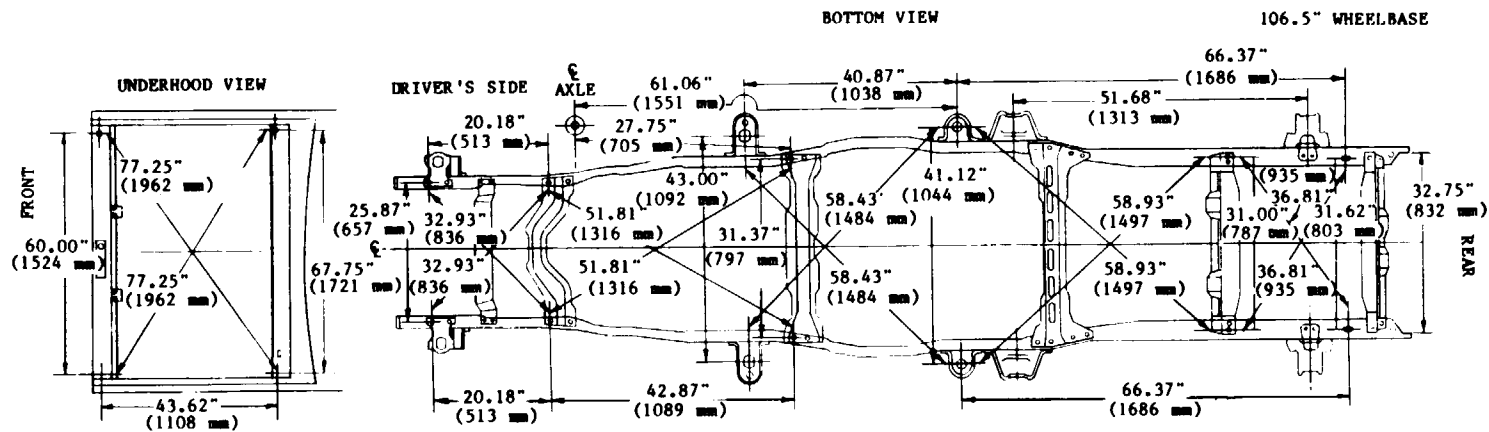 BOTTOM VIEW
106.5" WHEELBASE
UNDERHOOD VIEW
DRIVER'S SIDE
℄
AXLE
61.06"
(1551 mm)
40.87"
(1038 mm)
66.37"
(1686 mm)
51.68"
(1313 mm)
20.18"
(513 mm)
27.75"
(705 mm)
FRONT
77.25"
(1962 mm)
60.00"
(1524 mm)
77.25"
(1962 mm)
67.75"
(1721 mm)
43.62"
(1108 mm)
25.87"
(657 mm)
℄
32.93"
(836 mm)
32.93"
(836 mm)
51.81"
(1316 mm)
51.81"
(1316 mm)
43.00"
(1092 mm)
31.37"
(797 mm)
58.43"
(1484 mm)
58.43"
(1484 mm)
41.12"
(1044 mm)
58.93"
(1497 mm)
58.93"
(1497 mm)
(935 mm)
36.81"
31.00"
(787 mm)
31.62"
(803 mm)
36.81"
(935 mm)
32.75"
(832 mm)
REAR
20.18"
(513 mm)
42.87"
(1089 mm)
66.37"
(1686 mm)